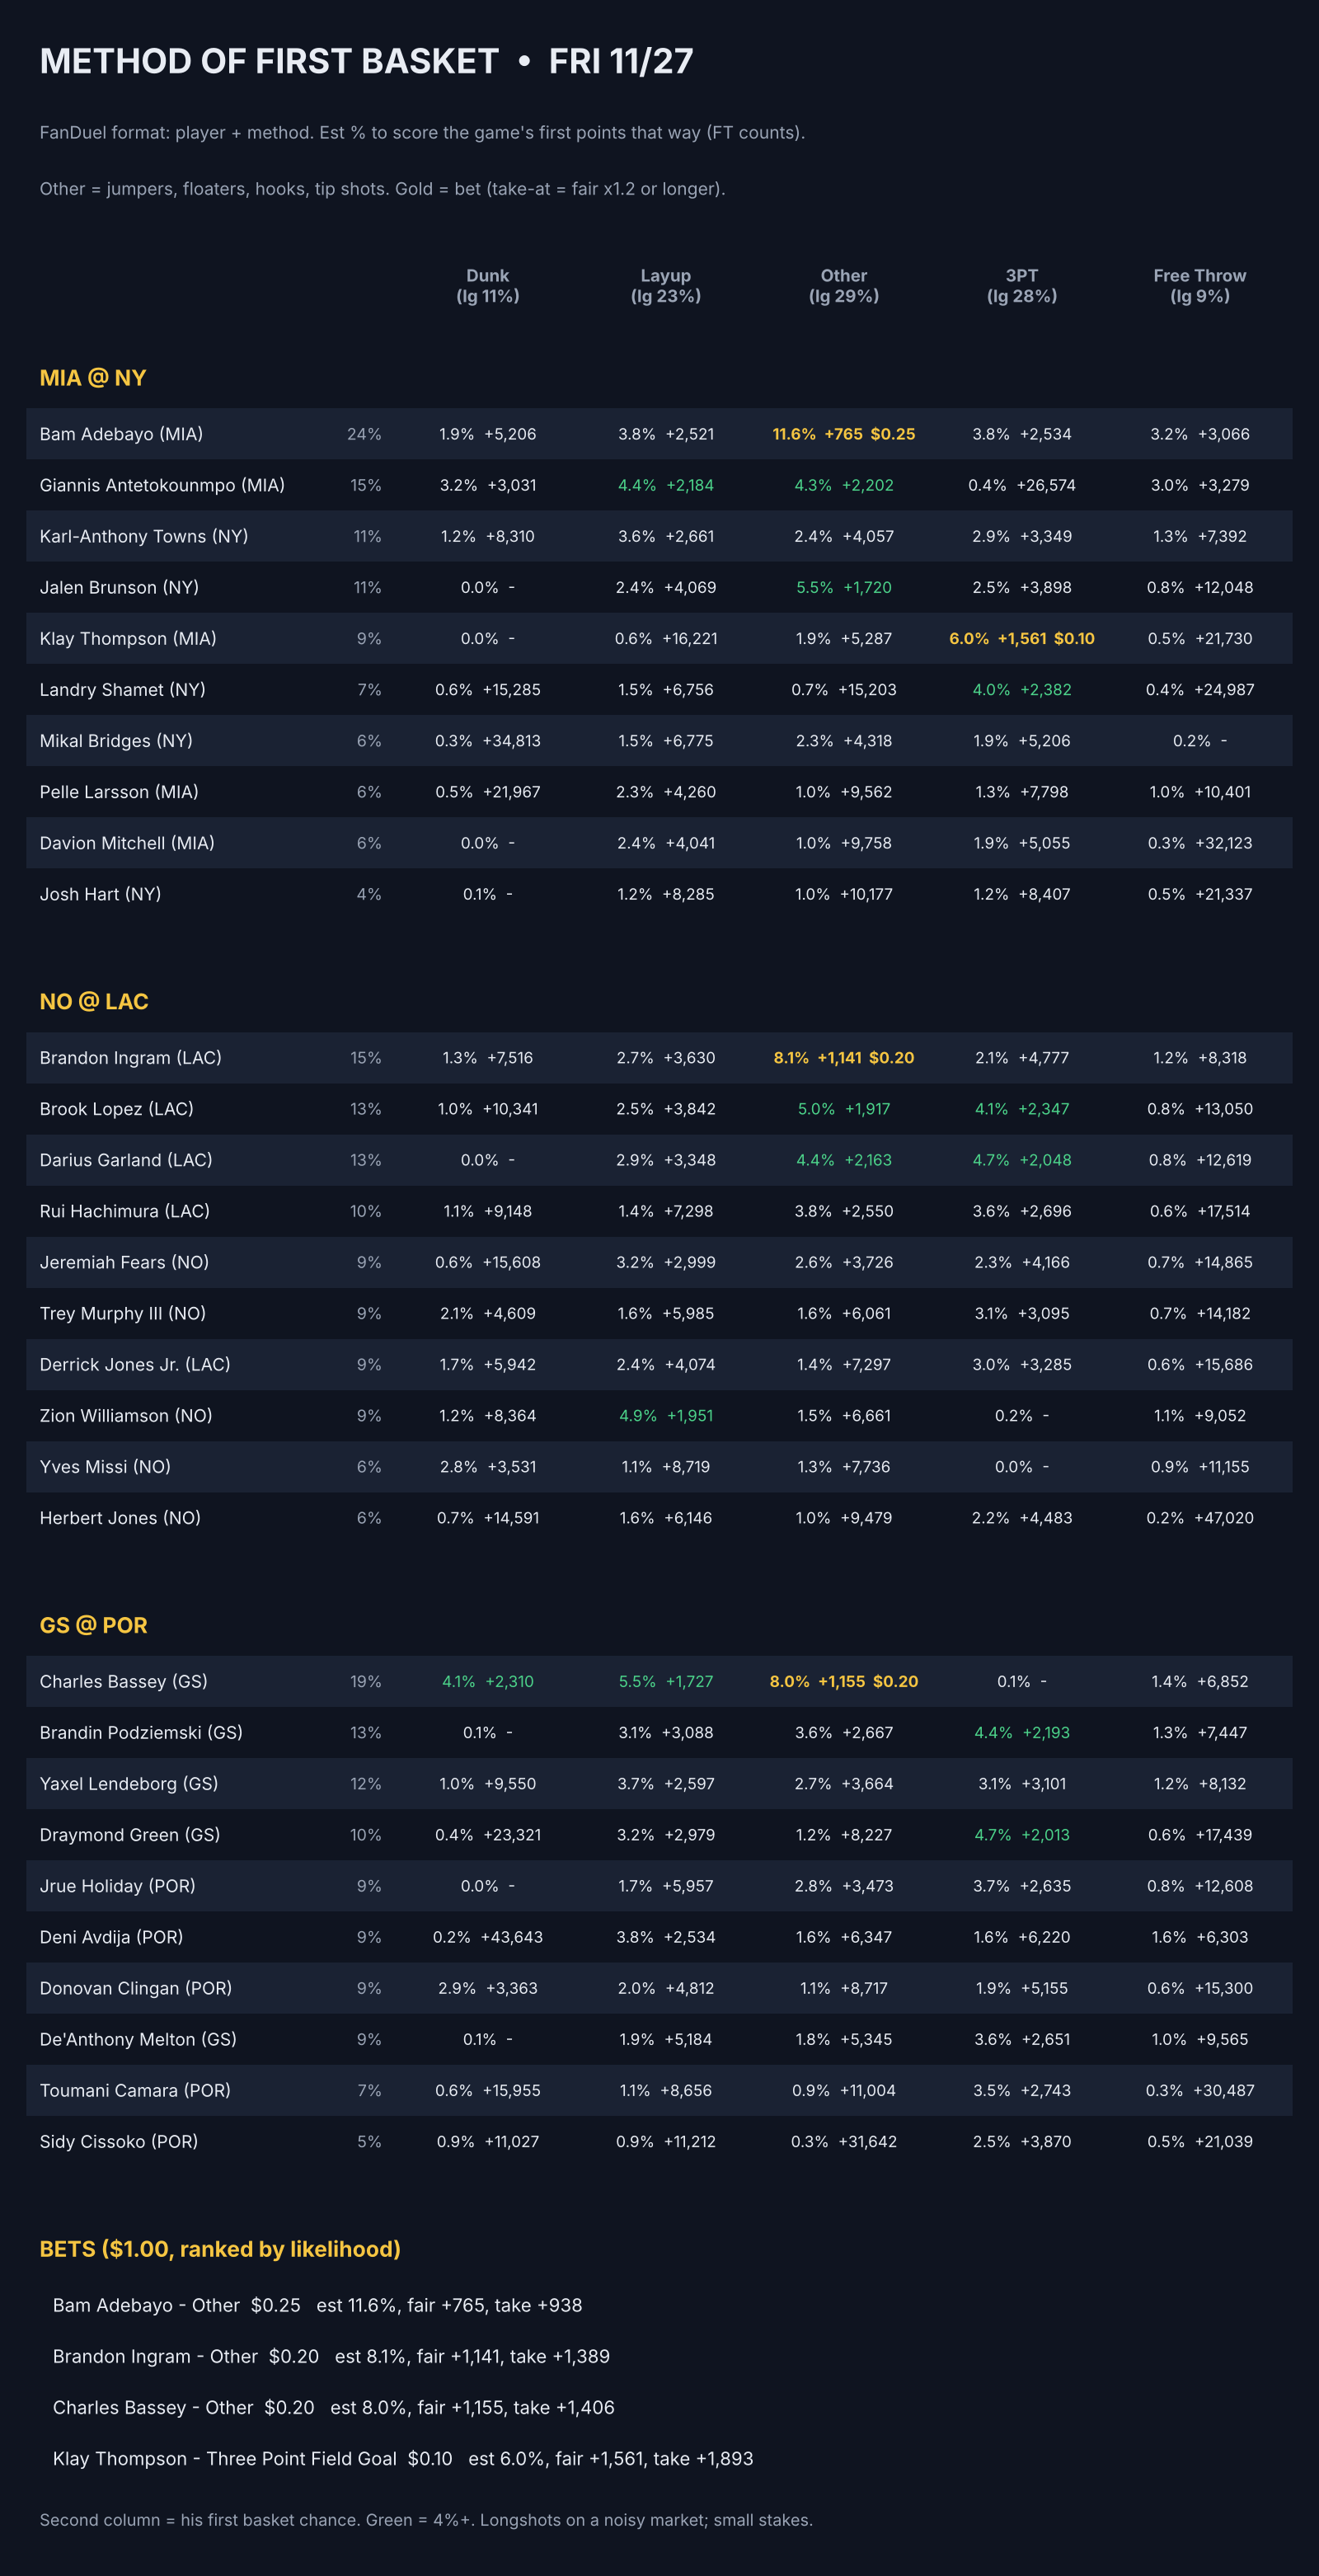 METHOD OF FIRST BASKET • FRI 11/27
FanDuel format: player + method. Est % to score the game's first points that way (FT counts).
Other = jumpers, floaters, hooks, tip shots. Gold = bet (take-at = fair x1.2 or longer).
Dunk Layup Other 3PT Free Throw
(lg 11%) (lg 23%) (lg 29%) (lg 28%) (lg 9%)
MIA @ NY
Bam Adebayo (MIA) 24% 1.9% +5,206 3.8% +2,521 11.6% +765 $0.25 3.8% +2,534 3.2% +3,066
Giannis Antetokounmpo (MIA) 15% 3.2% +3,031 4.4% +2,184 4.3% +2,202 0.4% +26,574 3.0% +3,279
Karl-Anthony Towns (NY) 11% 1.2% +8,310 3.6% +2,661 2.4% +4,057 2.9% +3,349 1.3% +7,392
Jalen Brunson (NY) 11% 0.0% - 2.4% +4,069 5.5% +1,720 2.5% +3,898 0.8% +12,048
Klay Thompson (MIA) 9% 0.0% - 0.6% +16,221 1.9% +5,287 6.0% +1,561 $0.10 0.5% +21,730
Landry Shamet (NY) 7% 0.6% +15,285 1.5% +6,756 0.7% +15,203 4.0% +2,382 0.4% +24,987
Mikal Bridges (NY) 6% 0.3% +34,813 1.5% +6,775 2.3% +4,318 1.9% +5,206 0.2% -
Pelle Larsson (MIA) 6% 0.5% +21,967 2.3% +4,260 1.0% +9,562 1.3% +7,798 1.0% +10,401
Davion Mitchell (MIA) 6% 0.0% - 2.4% +4,041 1.0% +9,758 1.9% +5,055 0.3% +32,123
Josh Hart (NY) 4% 0.1% - 1.2% +8,285 1.0% +10,177 1.2% +8,407 0.5% +21,337
NO @ LAC
Brandon Ingram (LAC) 15% 1.3% +7,516 2.7% +3,630 8.1% +1,141 $0.20 2.1% +4,777 1.2% +8,318
Brook Lopez (LAC) 13% 1.0% +10,341 2.5% +3,842 5.0% +1,917 4.1% +2,347 0.8% +13,050
Darius Garland (LAC) 13% 0.0% - 2.9% +3,348 4.4% +2,163 4.7% +2,048 0.8% +12,619
Rui Hachimura (LAC) 10% 1.1% +9,148 1.4% +7,298 3.8% +2,550 3.6% +2,696 0.6% +17,514
Jeremiah Fears (NO) 9% 0.6% +15,608 3.2% +2,999 2.6% +3,726 2.3% +4,166 0.7% +14,865
Trey Murphy III (NO) 9% 2.1% +4,609 1.6% +5,985 1.6% +6,061 3.1% +3,095 0.7% +14,182
Derrick Jones Jr. (LAC) 9% 1.7% +5,942 2.4% +4,074 1.4% +7,297 3.0% +3,285 0.6% +15,686
Zion Williamson (NO) 9% 1.2% +8,364 4.9% +1,951 1.5% +6,661 0.2% - 1.1% +9,052
Yves Missi (NO) 6% 2.8% +3,531 1.1% +8,719 1.3% +7,736 0.0% - 0.9% +11,155
Herbert Jones (NO) 6% 0.7% +14,591 1.6% +6,146 1.0% +9,479 2.2% +4,483 0.2% +47,020
GS @ POR
Charles Bassey (GS) 19% 4.1% +2,310 5.5% +1,727 8.0% +1,155 $0.20 0.1% - 1.4% +6,852
Brandin Podziemski (GS) 13% 0.1% - 3.1% +3,088 3.6% +2,667 4.4% +2,193 1.3% +7,447
Yaxel Lendeborg (GS) 12% 1.0% +9,550 3.7% +2,597 2.7% +3,664 3.1% +3,101 1.2% +8,132
Draymond Green (GS) 10% 0.4% +23,321 3.2% +2,979 1.2% +8,227 4.7% +2,013 0.6% +17,439
Jrue Holiday (POR) 9% 0.0% - 1.7% +5,957 2.8% +3,473 3.7% +2,635 0.8% +12,608
Deni Avdija (POR) 9% 0.2% +43,643 3.8% +2,534 1.6% +6,347 1.6% +6,220 1.6% +6,303
Donovan Clingan (POR) 9% 2.9% +3,363 2.0% +4,812 1.1% +8,717 1.9% +5,155 0.6% +15,300
De'Anthony Melton (GS) 9% 0.1% - 1.9% +5,184 1.8% +5,345 3.6% +2,651 1.0% +9,565
Toumani Camara (POR) 7% 0.6% +15,955 1.1% +8,656 0.9% +11,004 3.5% +2,743 0.3% +30,487
Sidy Cissoko (POR) 5% 0.9% +11,027 0.9% +11,212 0.3% +31,642 2.5% +3,870 0.5% +21,039
BETS ($1.00, ranked by likelihood)
Bam Adebayo - Other $0.25 est 11.6%, fair +765, take +938
Brandon Ingram - Other $0.20 est 8.1%, fair +1,141, take +1,389
Charles Bassey - Other $0.20 est 8.0%, fair +1,155, take +1,406
Klay Thompson - Three Point Field Goal $0.10 est 6.0%, fair +1,561, take +1,893
Second column = his first basket chance. Green = 4%+. Longshots on a noisy market; small stakes.